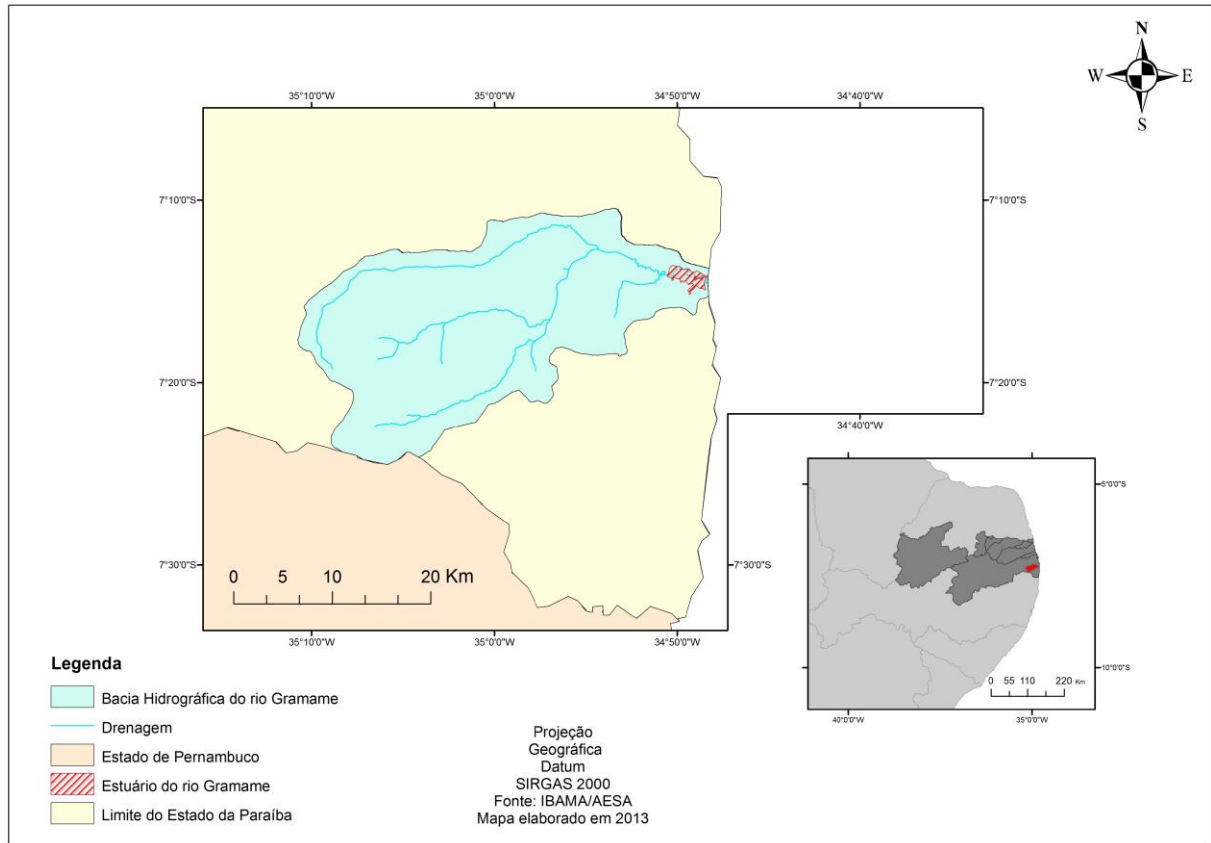 N
W E
S
35°10'0"W 35°0'0"W 34°50'0"W 34°40'0"W
7°10'0"S 7°10'0"S
7°20'0"S 7°20'0"S
34°40'0"W
7°30'0"S 7°30'0"S
0 5 10 20 Km
35°10'0"W 35°0'0"W 34°50'0"W
5°0'0"S
10°0'0"S
0 55 110 220 Km
40°0'0"W 35°0'0"W
Legenda
Bacia Hidrográfica do rio Gramame
Drenagem
Estado de Pernambuco
Estuário do rio Gramame
Limite do Estado da Paraíba
Projeção
Geográfica
Datum
SIRGAS 2000
Fonte: IBAMA/AESA
Mapa elaborado em 2013